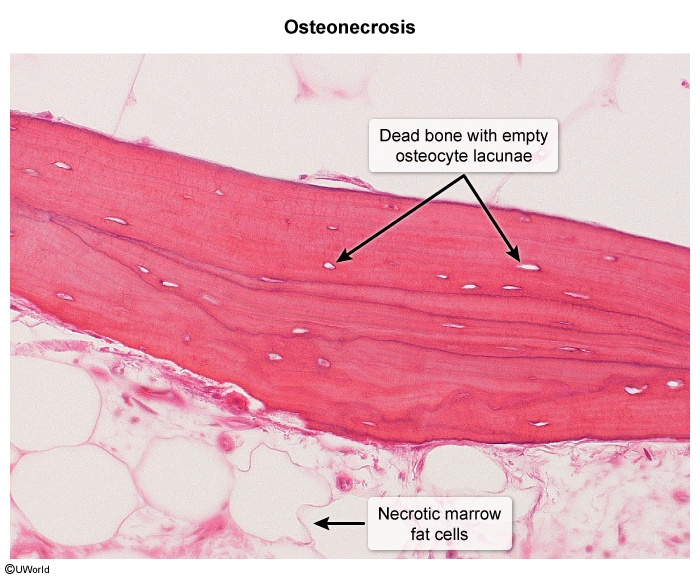 Osteonecrosis
Dead bone with empty
osteocyte lacunae
Necrotic marrow
fat cells
©UWorld